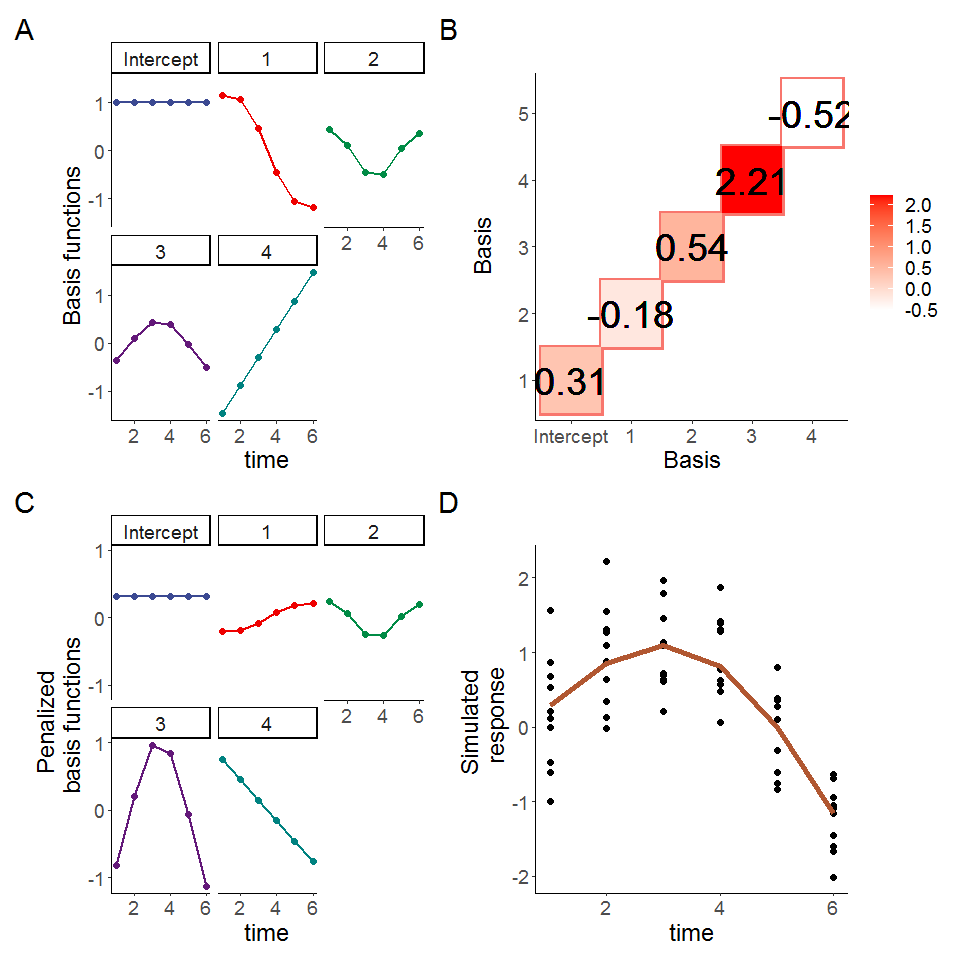 A
Intercept 1 2
1
0
-1
2 4 6
3 4
1
0
-1
2 4 6 2 4 6
time
Basis functions
B
5
4
3
2
1
-0.52
2.21
0.54
-0.18
0.31
Intercept 1 2 3 4
Basis
Basis
2.0
1.5
1.0
0.5
0.0
-0.5
C
Intercept 1 2
1
0
-1
2 4 6
3 4
1
0
-1
2 4 6 2 4 6
time
Penalized
basis functions
D
2
1
0
-1
-2
2 4 6
time
Simulated
response